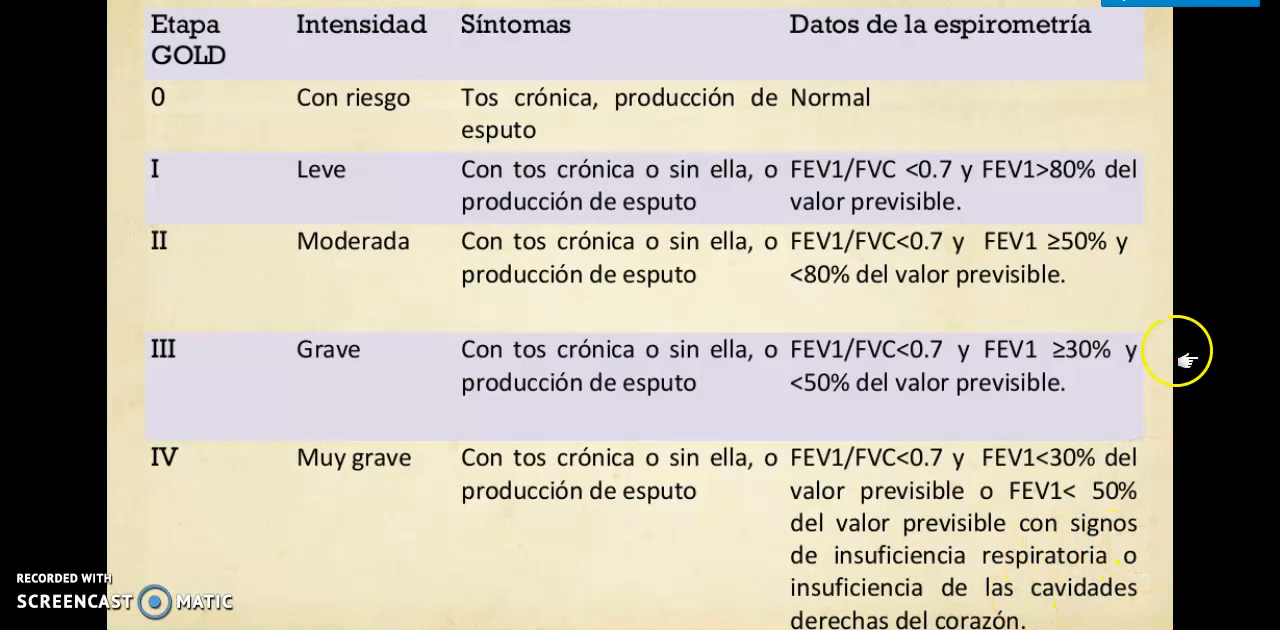 Etapa GOLD Intensidad Síntomas Datos de la espirometría
0 Con riesgo Tos crónica, producción de esputo Normal
I Leve Con tos crónica o sin ella, o producción de esputo FEV1/FVC <0.7 y FEV1>80% del valor previsible.
II Moderada Con tos crónica o sin ella, o producción de esputo FEV1/FVC<0.7 y FEV1 ≥50% y <80% del valor previsible.
III Grave Con tos crónica o sin ella, o producción de esputo FEV1/FVC<0.7 y FEV1 ≥30% y <50% del valor previsible.
IV Muy grave Con tos crónica o sin ella, o producción de esputo FEV1/FVC<0.7 y FEV1<30% del valor previsible o FEV1< 50% del valor previsible con signos de insuficiencia respiratoria o insuficiencia de las cavidades derechas del corazón.
RECORDED WITH
SCREENCAST MATIC